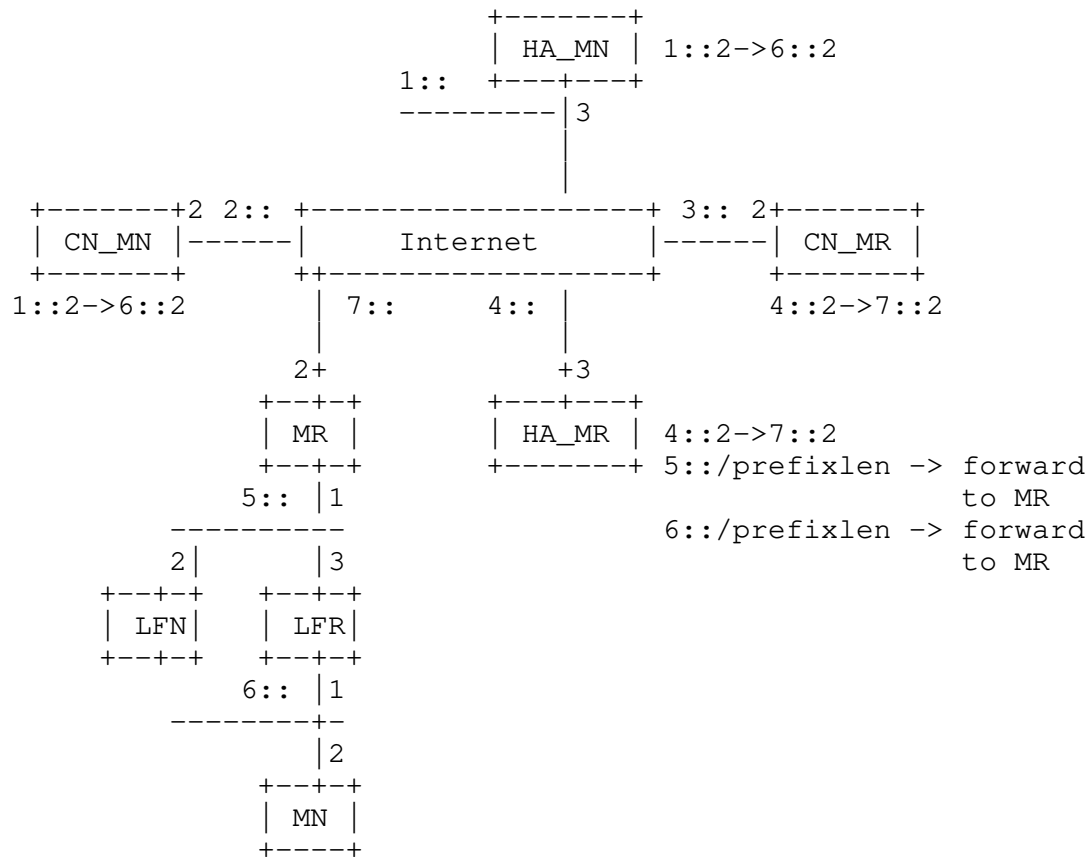 HA_MN 1::2->6::2
1::
3
2 2:: 3:: 2
CN_MN Internet CN_MR
1::2->6::2 7:: 4:: 4::2->7::2
2 3
MR HA_MR 4::2->7::2
5::/prefixlen -> forward
5:: 1 to MR
6::/prefixlen -> forward
2 3 to MR
LFN LFR
6:: 1
2
MN